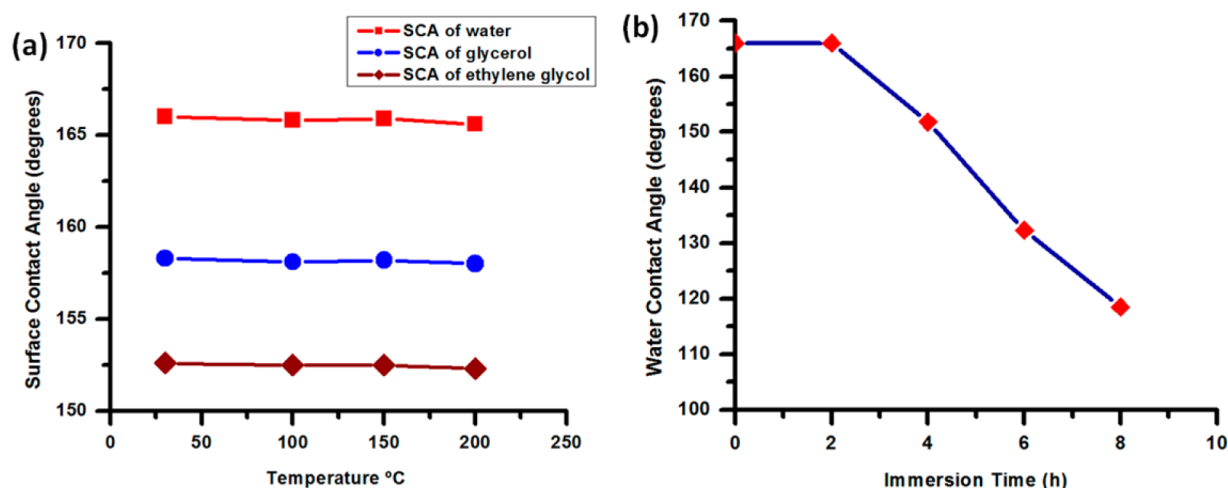 (a)
SCA of water
SCA of glycerol
SCA of ethylene glycol
170
165
160
155
150
Surface Contact Angle (degrees)
0 50 100 150 200 250
Temperature ºC
(b)
170
160
150
140
130
120
110
100
Water Contact Angle (degrees)
0 2 4 6 8 10
Immersion Time (h)